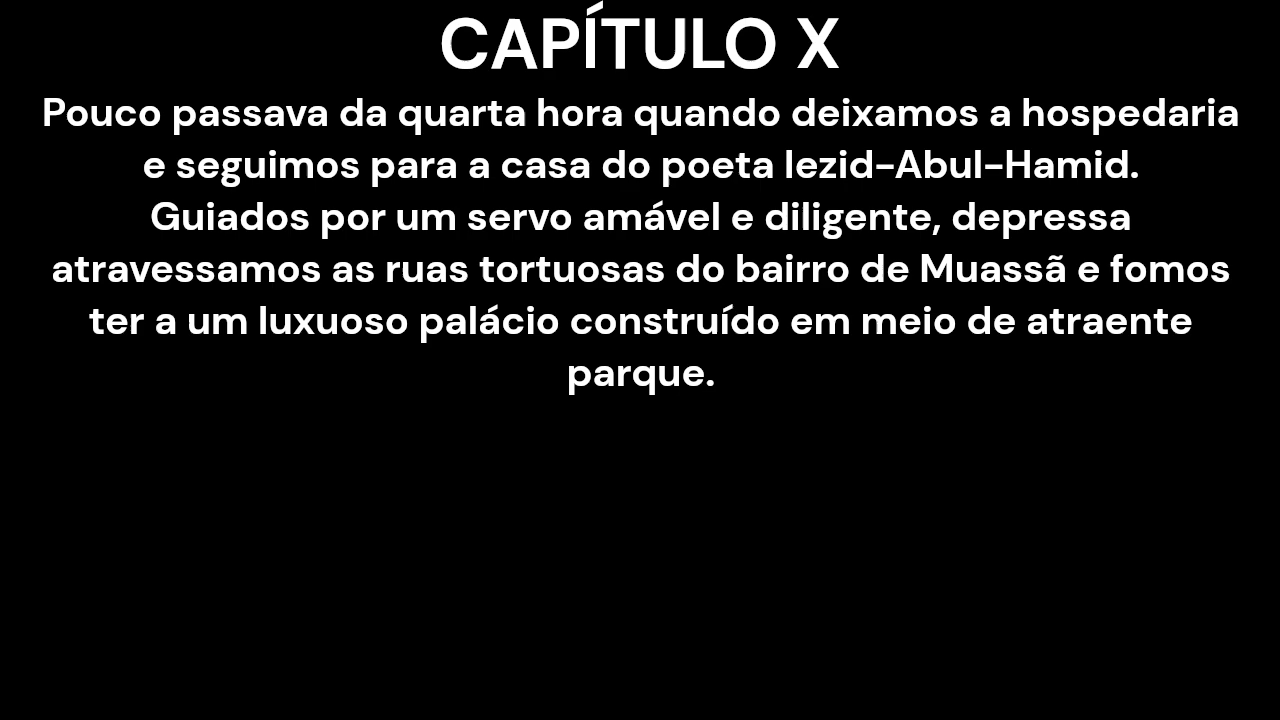 CAPÍTULO X
Pouco passava da quarta hora quando deixamos a hospedaria
e seguimos para a casa do poeta Iezid-Abul-Hamid.
Guiados por um servo amável e diligente, depressa
atravessamos as ruas tortuosas do bairro de Muassã e fomos
ter a um luxuoso palácio construído em meio de atraente
parque.